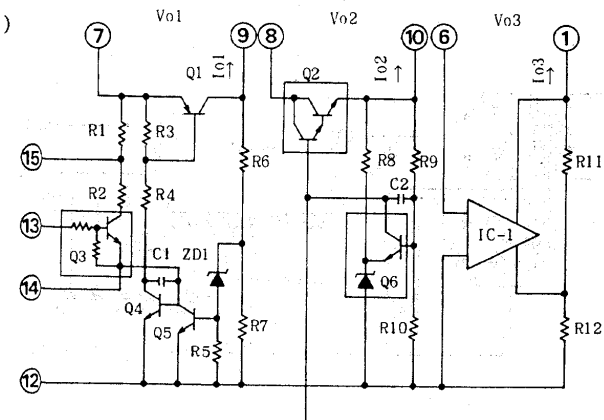 )
Vo1
Vo2
Vo3
7
9
8
10
6
1
Q1
Io1↑
Q2
Io2↑
Io3↑
R1
R3
15
R2
R4
R6
R8
R9
C2
R11
13
Q3
14
C1
ZD1
Q4
Q5
R5
R7
Q6
R10
IC-1
R12
12